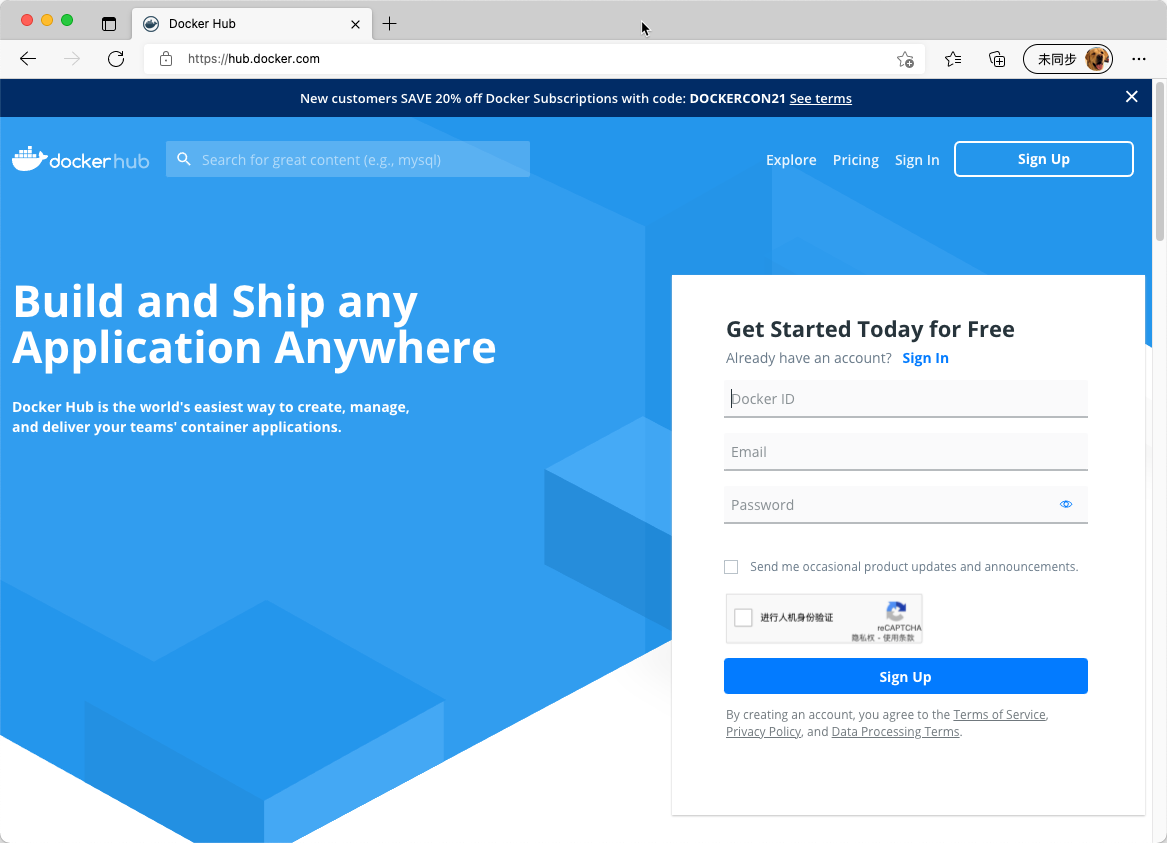 Docker Hub
https://hub.docker.com
未同步
New customers SAVE 20% off Docker Subscriptions with code: DOCKERCON21 See terms
docker hub
Search for great content (e.g., mysql)
Explore
Pricing
Sign In
Sign Up
Build and Ship any
Application Anywhere
Docker Hub is the world's easiest way to create, manage,
and deliver your teams' container applications.
Get Started Today for Free
Already have an account? Sign In
Docker ID
Email
Password
Send me occasional product updates and announcements.
进行人机身份验证
reCAPTCHA
隐私权 - 使用条款
Sign Up
By creating an account, you agree to the Terms of Service,
Privacy Policy, and Data Processing Terms.